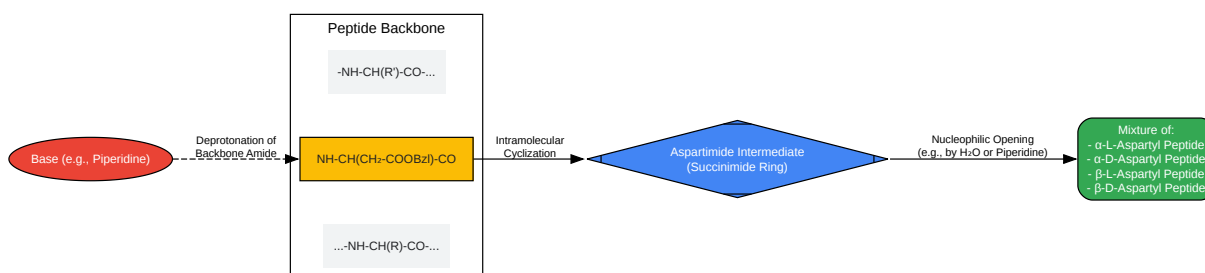 Peptide Backbone
-NH-CH(R')-CO-...
Base (e.g., Piperidine)
Deprotonation of
Backbone Amide
NH-CH(CH₂-COOBzl)-CO
Intramolecular
Cyclization
Aspartimide Intermediate
(Succinimide Ring)
Nucleophilic Opening
(e.g., by H₂O or Piperidine)
Mixture of:
- α-L-Aspartyl Peptide
- α-D-Aspartyl Peptide
- β-L-Aspartyl Peptide
- β-D-Aspartyl Peptide
...-NH-CH(R)-CO-...